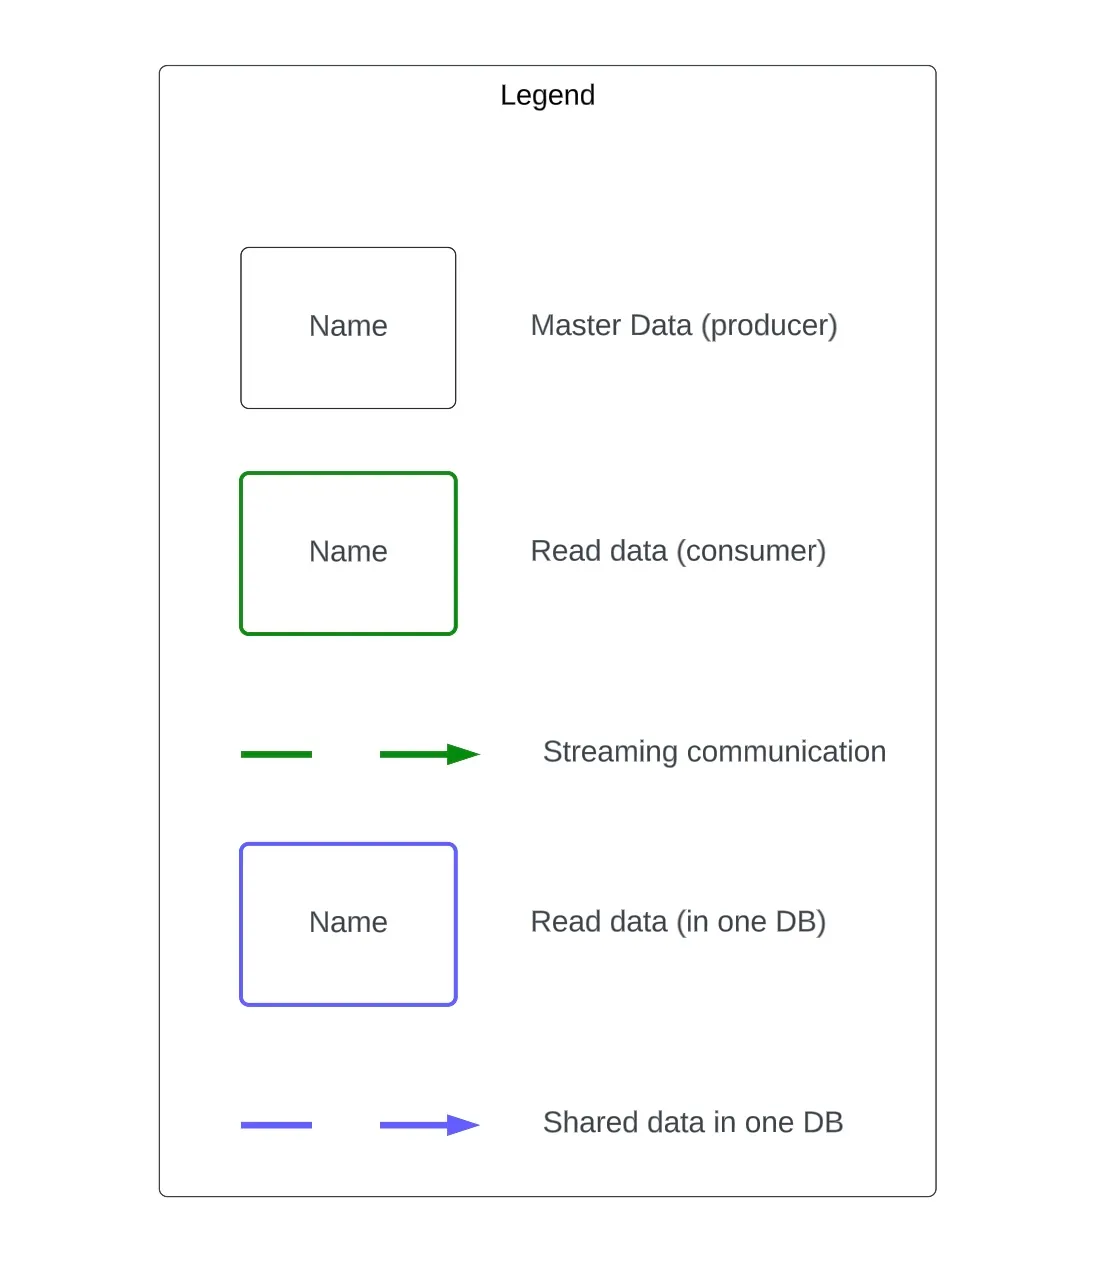 Legend
Name
Master Data (producer)
Name
Read data (consumer)
Streaming communication
Name
Read data (in one DB)
Shared data in one DB